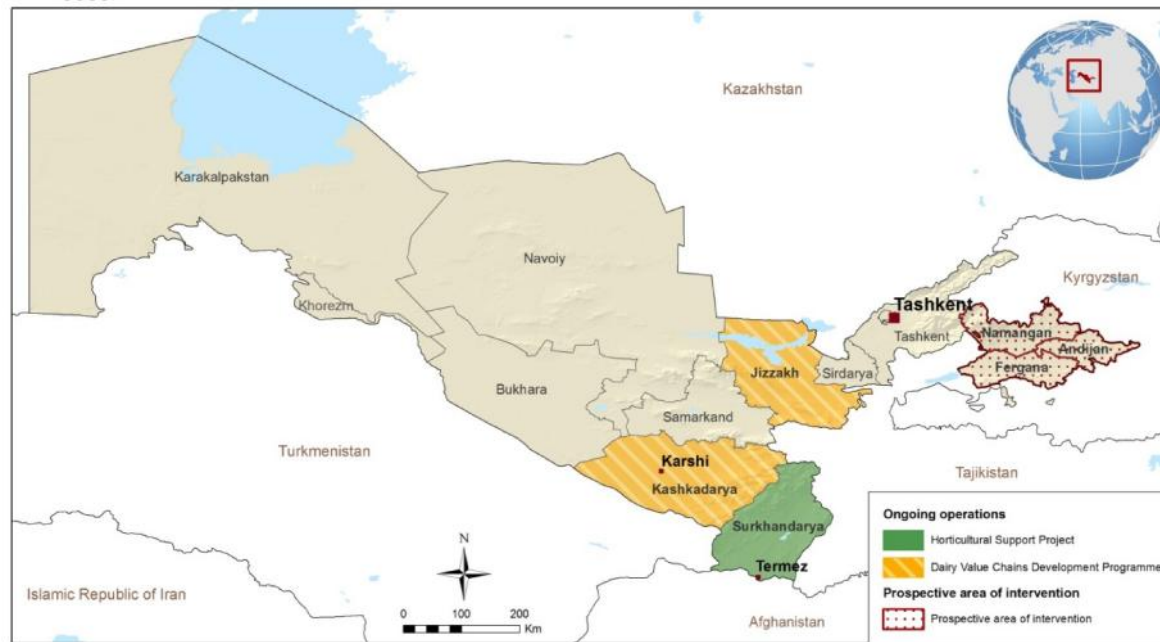 Kazakhstan
Karakalpakstan
Navoiy
Kyrgyzstan
Khorezm
Tashkent
Tashkent
Namangan
Andijan
Fergana
Jizzakh
Sirdarya
Bukhara
Samarkand
Turkmenistan
Karshi
Kashkadarya
Tajikistan
Surkhandarya
Termez
Islamic Republic of Iran
Afghanistan
N
0 50 100 200
Km
Ongoing operations
Horticultural Support Project
Dairy Value Chains Development Programme
Prospective area of intervention
Prospective area of intervention